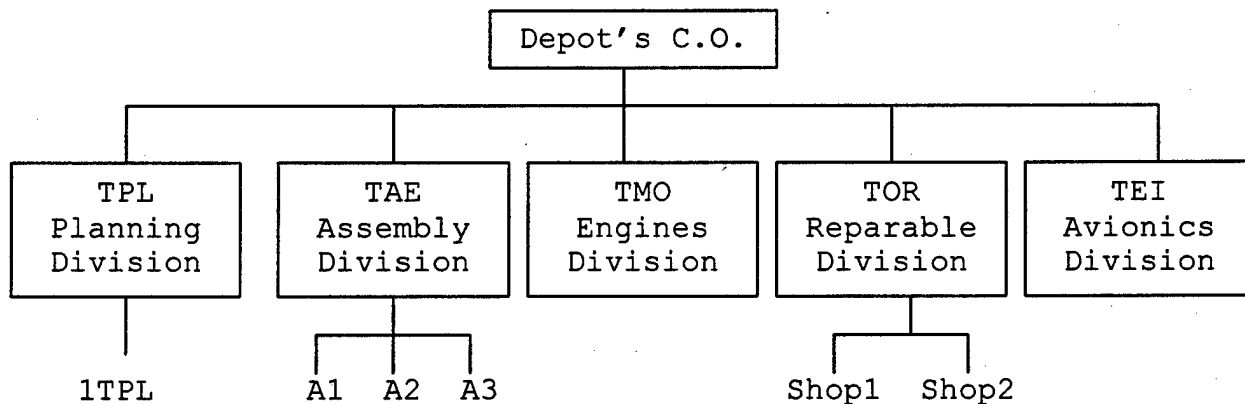 Depot's C.O.
TPL
Planning
Division
TAE
Assembly
Division
TMO
Engines
Division
TOR
Reparable
Division
TEI
Avionics
Division
1TPL
A1 A2 A3
Shop1 Shop2